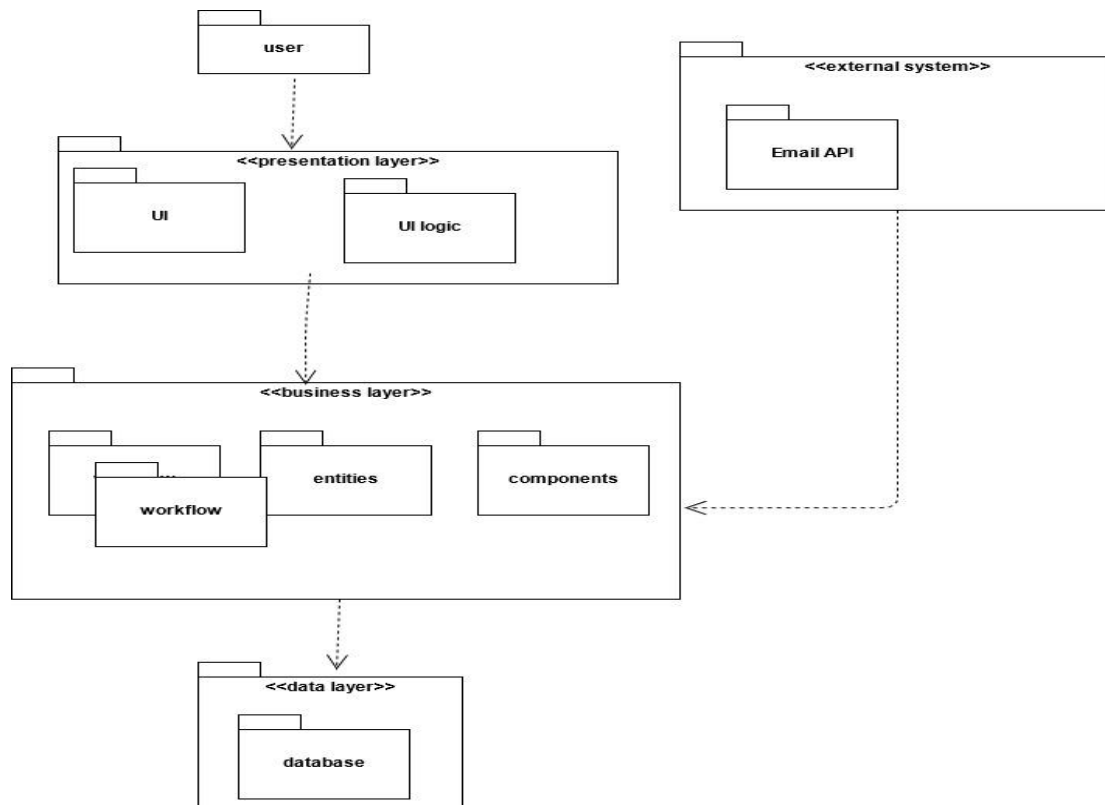 user
<<external system>>
Email API
<<presentation layer>>
UI
UI logic
<<business layer>>
entities
components
workflow
<<data layer>>
database